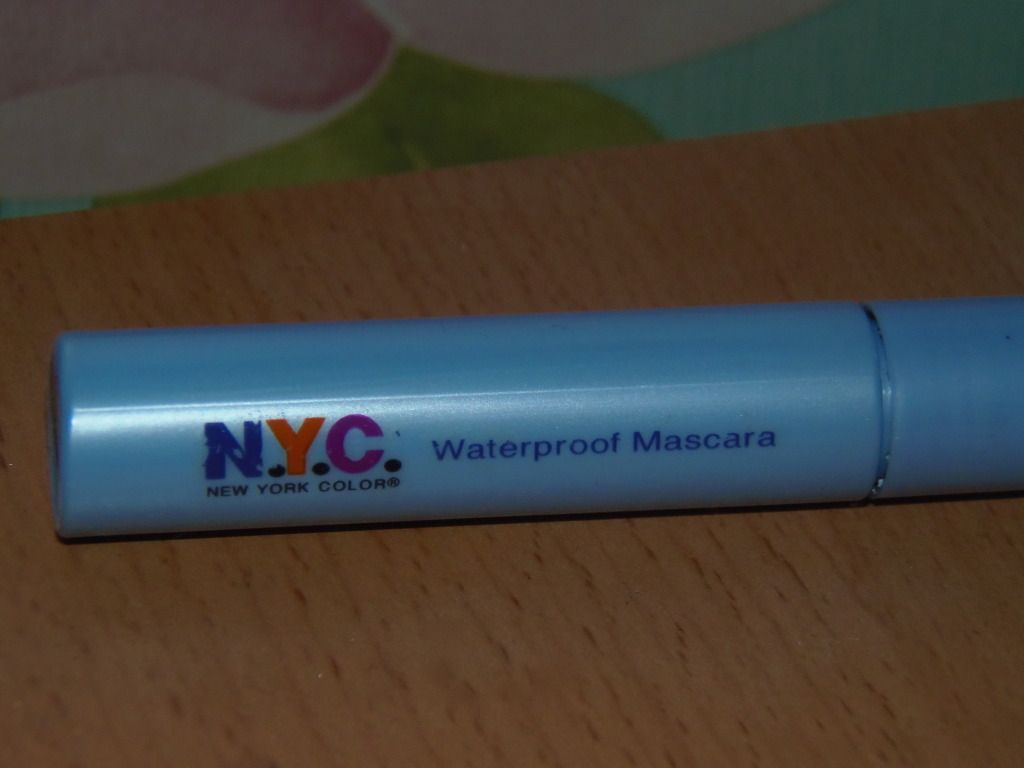 N.Y.C. Waterproof Mascara
NEW YORK COLOR®